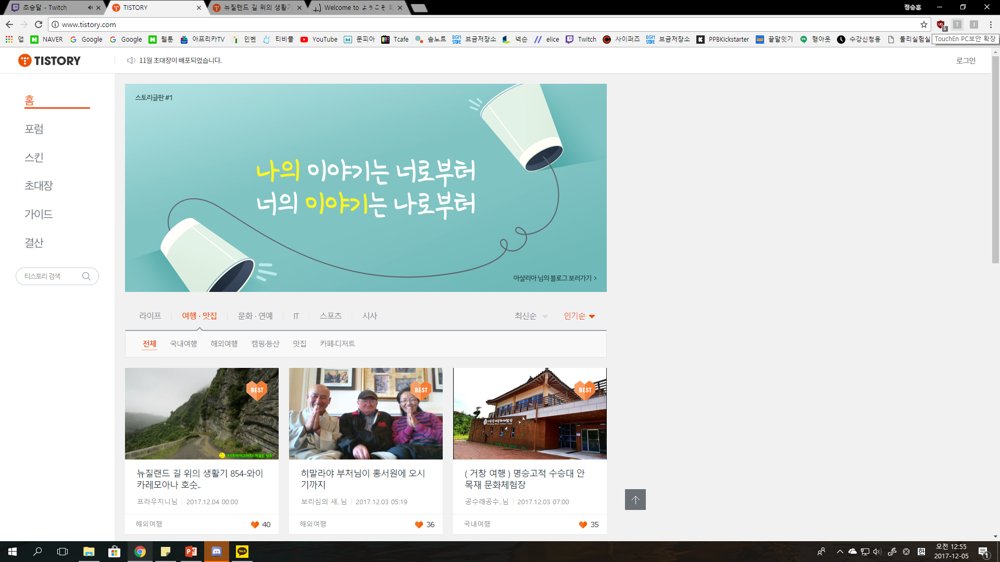 초승달 - Twitch
TISTORY
뉴질랜드 길 위의 생활기
Welcome to ようこそ
정승훈
www.tistory.com
앱
NAVER
Google
Google
웹툰
아프리카TV
인벤
티비플
YouTube
문피아
Tcafe
솜노트
BGM STORE
브금저장소
넥슨
elice
Twitch
사이퍼즈
BGM STORE
브금저장소
PPBKickstarter
끝말잇기
행아웃
수강신청용
물리실험실
TouchEn PC보안 확장
TISTORY
11월 초대장이 배포되었습니다.
로그인
홈
포럼
스킨
초대장
가이드
결산
티스토리 검색
스토리글판 #1
나의 이야기는 너로부터
너의 이야기는 나로부터
아살리아 님의 블로그 보러가기 >
라이프
여행 · 맛집
문화 · 연예
IT
스포츠
시사
최신순
인기순
전체
국내여행
해외여행
캠핑·등산
맛집
카페·디저트
BEST
BEST
BEST
뉴질랜드 길 위의 생활기 854-와이
카레모아나 호숫..
프라우지니님
2017.12.04 00:00
해외여행
40
히말라야 부처님이 홍서원에 오시
기까지
보리심의 새..님
2017.12.03 05:19
해외여행
36
( 거창 여행 ) 명승고적 수승대 안
목재 문화체험장
공수래공수..님
2017.12.03 07:00
국내여행
35
TALK
한
오전 12:55
2017-12-05
1